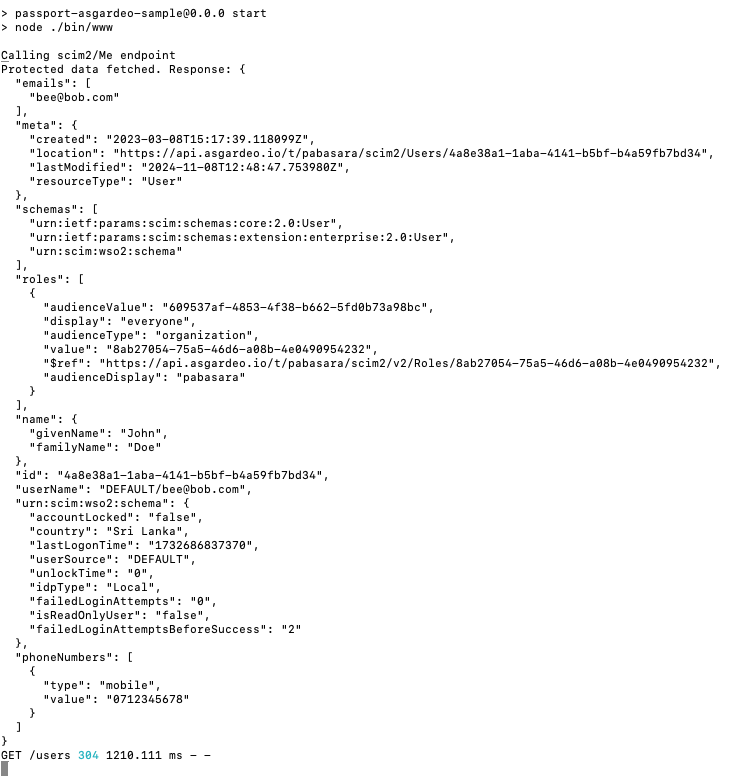 > passport-asgardeo-sample@0.0.0 start
> node ./bin/www

Calling scim2/Me endpoint
Protected data fetched. Response: {
  "emails": [
    "bee@bob.com"
  ],
  "meta": {
    "created": "2023-03-08T15:17:39.118099Z",
    "location": "https://api.asgardeo.io/t/pabasara/scim2/Users/4a8e38a1-1aba-4141-b5bf-b4a59fb7bd34",
    "lastModified": "2024-11-08T12:48:47.753980Z",
    "resourceType": "User"
  },
  "schemas": [
    "urn:ietf:params:scim:schemas:core:2.0:User",
    "urn:ietf:params:scim:schemas:extension:enterprise:2.0:User",
    "urn:scim:wso2:schema"
  ],
  "roles": [
    {
      "audienceValue": "609537af-4853-4f38-b662-5fd0b73a98bc",
      "display": "everyone",
      "audienceType": "organization",
      "value": "8ab27054-75a5-46d6-a08b-4e0490954232",
      "$ref": "https://api.asgardeo.io/t/pabasara/scim2/v2/Roles/8ab27054-75a5-46d6-a08b-4e0490954232",
      "audienceDisplay": "pabasara"
    }
  ],
  "name": {
    "givenName": "John",
    "familyName": "Doe"
  },
  "id": "4a8e38a1-1aba-4141-b5bf-b4a59fb7bd34",
  "userName": "DEFAULT/bee@bob.com",
  "urn:scim:wso2:schema": {
    "accountLocked": "false",
    "country": "Sri Lanka",
    "lastLogonTime": "1732686837370",
    "userSource": "DEFAULT",
    "unlockTime": "0",
    "idpType": "Local",
    "failedLoginAttempts": "0",
    "isReadOnlyUser": "false",
    "failedLoginAttemptsBeforeSuccess": "2"
  },
  "phoneNumbers": [
    {
      "type": "mobile",
      "value": "0712345678"
    }
  ]
}
GET /users 304 1210.111 ms - -